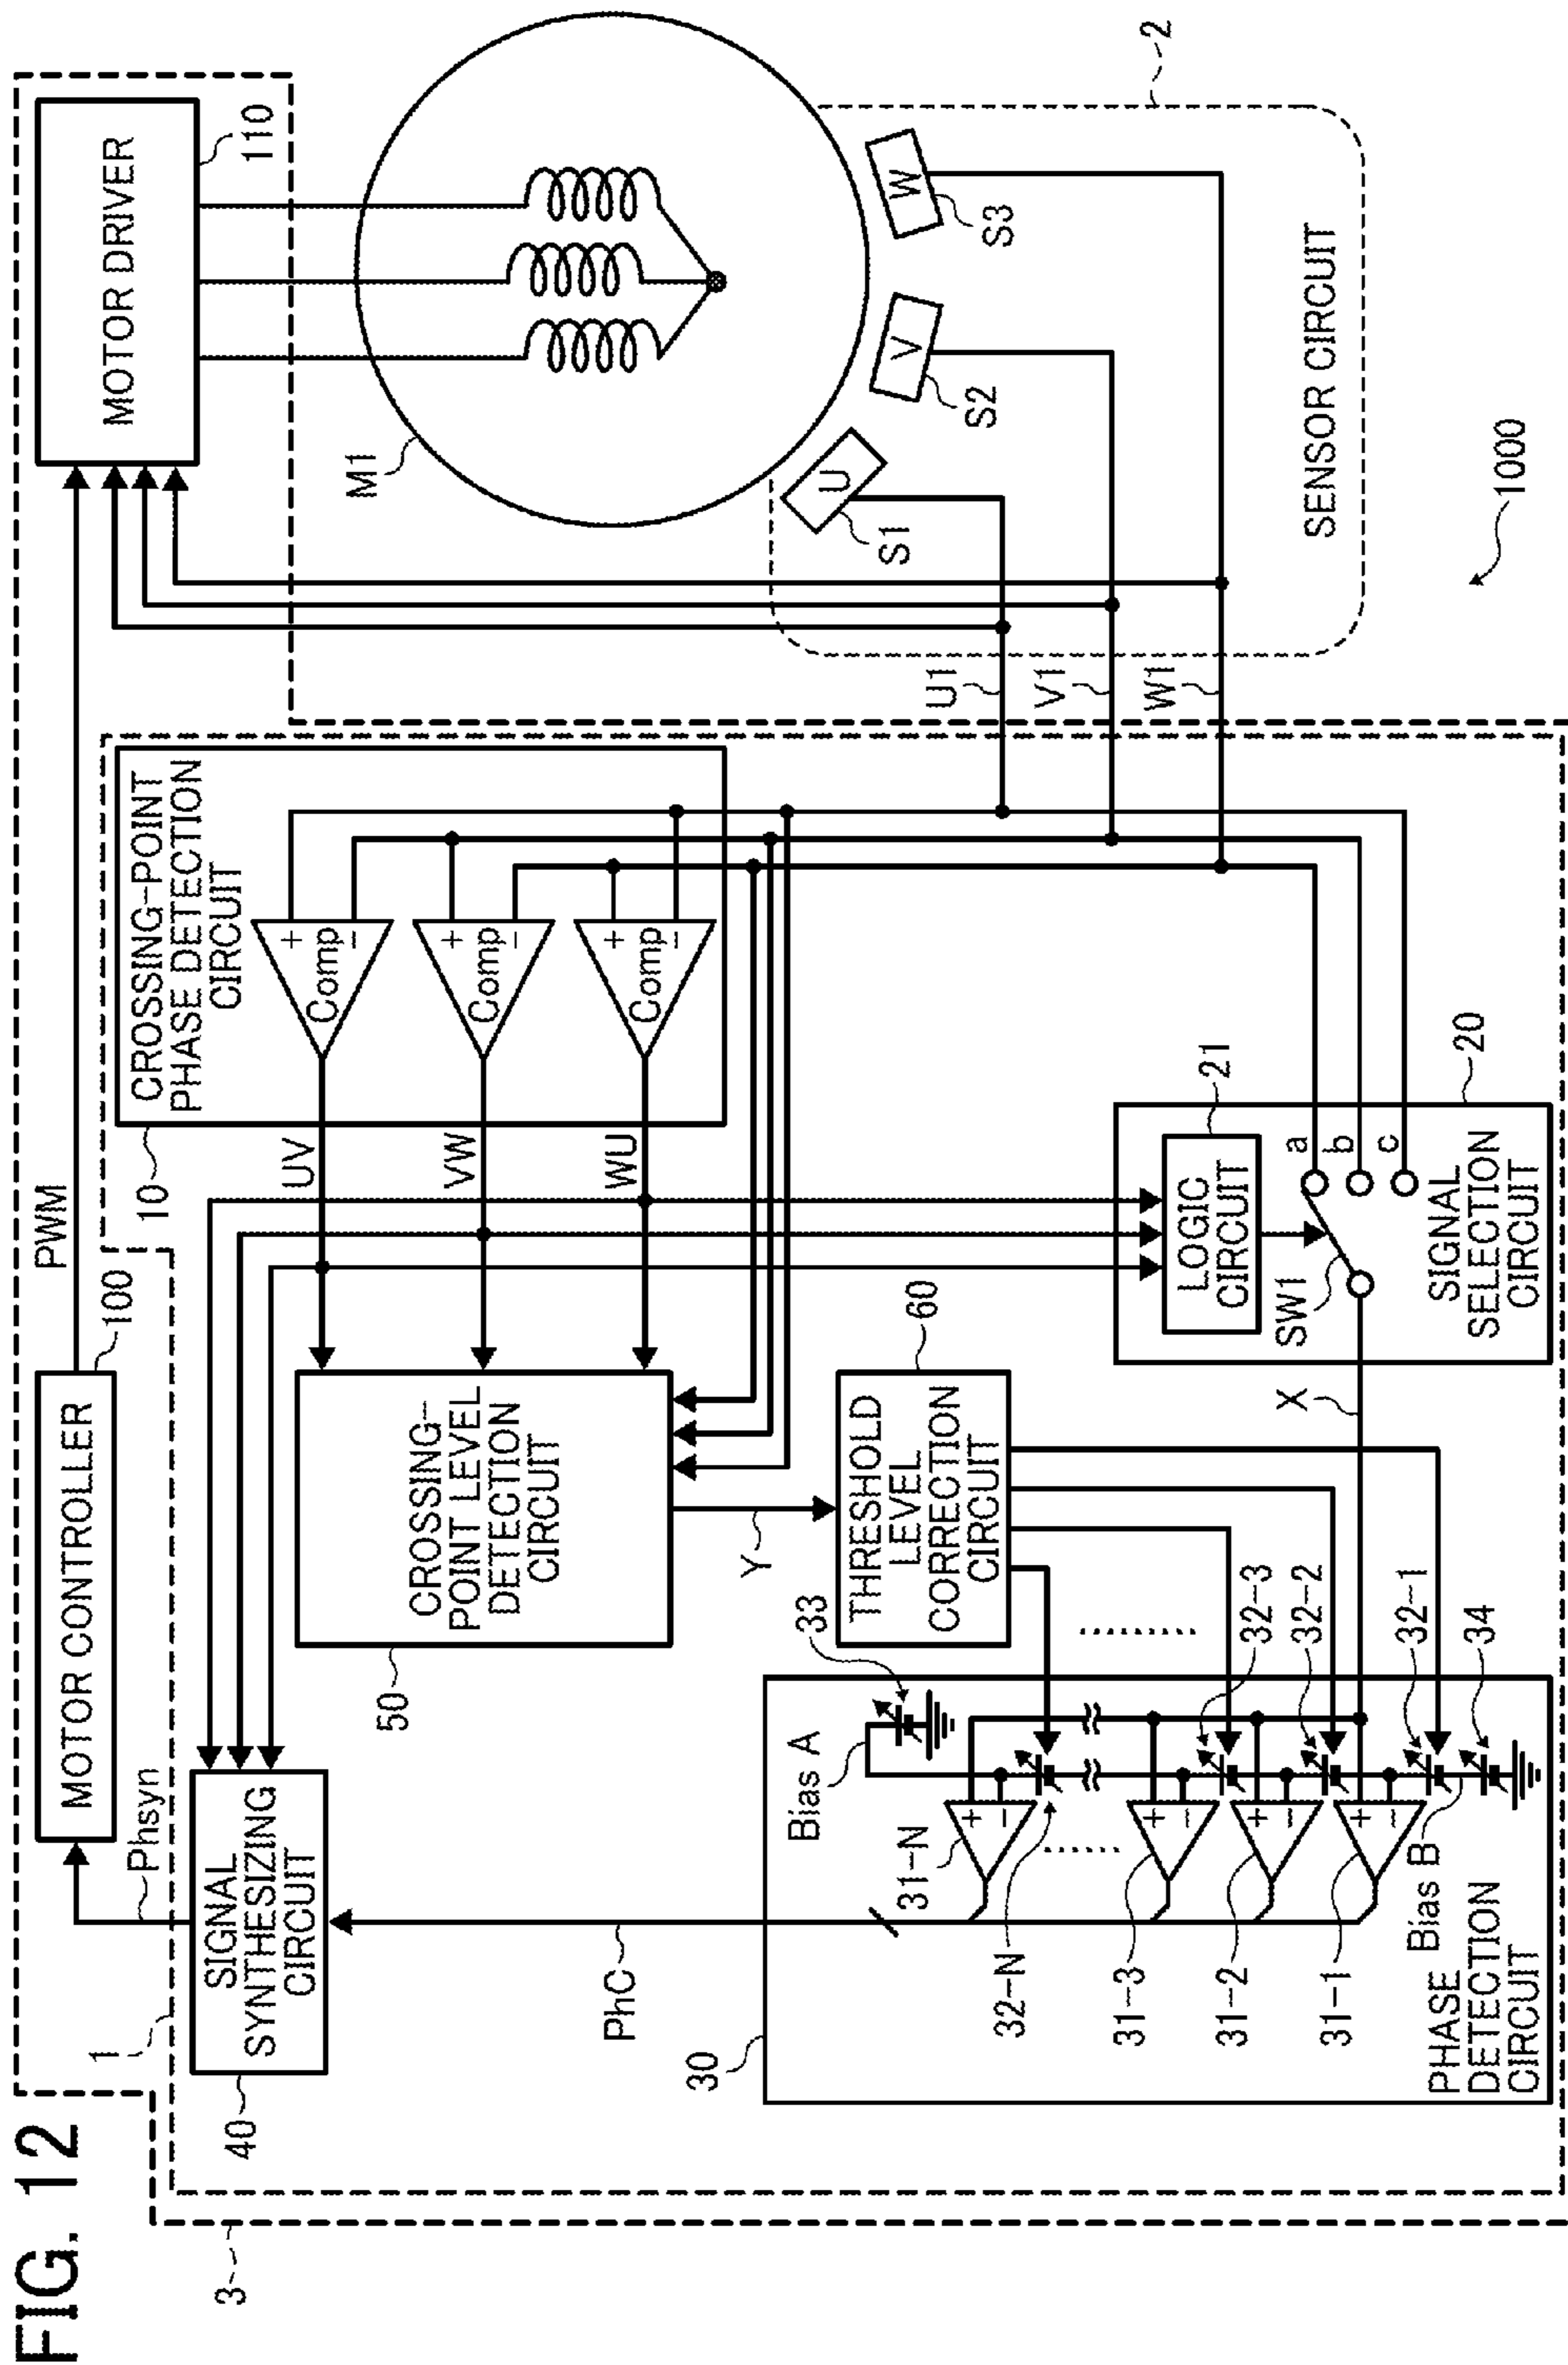 FIG. 12
3
1
MOTOR CONTROLLER
100
PWM
MOTOR DRIVER
110
Phsyn
SIGNAL
SYNTHESIZING
CIRCUIT
40
10
CROSSING-POINT
PHASE DETECTION
CIRCUIT
+
Comp
−
+
Comp
−
+
Comp
−
UV
VW
WU
CROSSING-
POINT LEVEL
DETECTION
CIRCUIT
50
M1
U
S1
V
S2
W
S3
2
SENSOR CIRCUIT
U1
V1
W1
1000
Y
THRESHOLD
LEVEL
CORRECTION
CIRCUIT
60
LOGIC
CIRCUIT
21
SW1
a
b
c
SIGNAL
SELECTION
CIRCUIT
20
X
PhC
30
Bias A
33
31-N
+
−
32-N
31-3
+
−
32-3
31-2
+
−
32-2
31-1
+
−
32-1
34
Bias B
PHASE
DETECTION
CIRCUIT